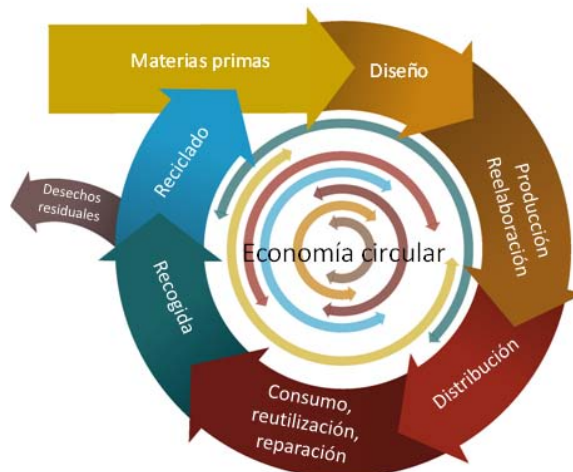 Materias primas
Diseño
Producción
Reelaboración
Distribución
Consumo,
reutilización,
reparación
Recogida
Reciclado
Desechos
residuales
Economía circular